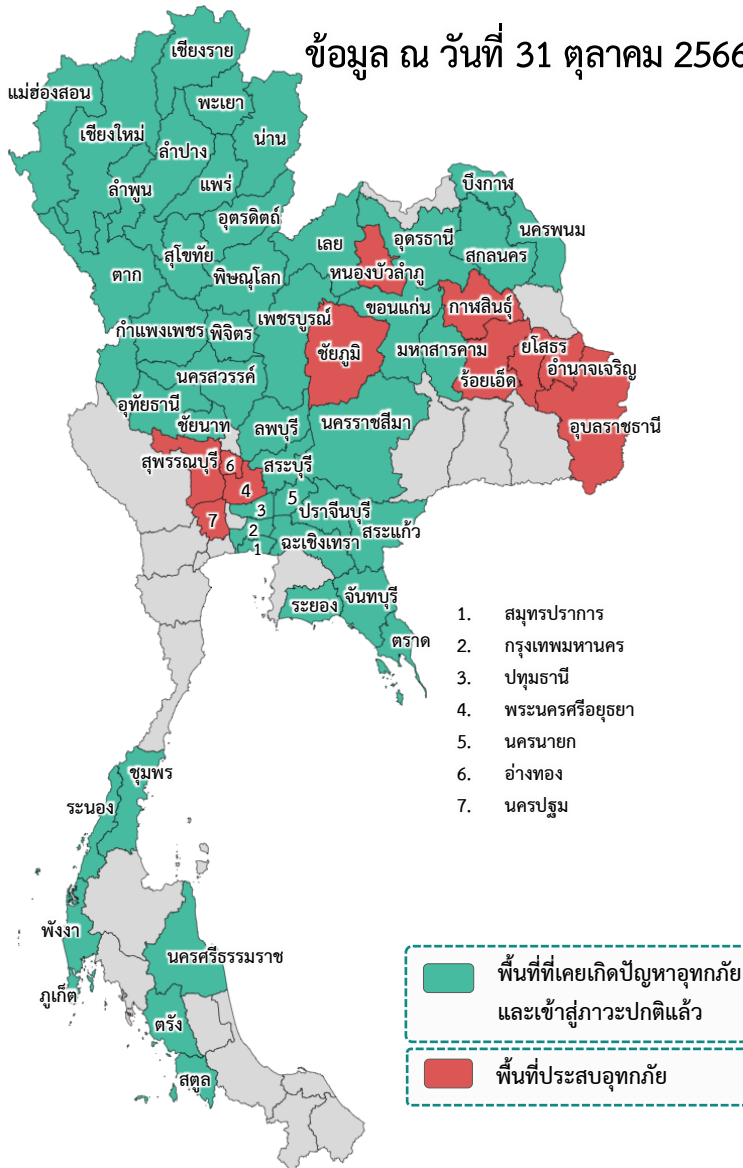 ข้อมูล ณ วันที่ 31 ตุลาคม 2566
เชียงราย
แม่ฮ่องสอน
พะเยา
เชียงใหม่
น่าน
ลำปาง
ลำพูน
แพร่
อุตรดิตถ์
บึงกาฬ
นครพนม
เลย
อุดรธานี
สกลนคร
สุโขทัย
ตาก
พิษณุโลก
หนองบัวลำภู
ขอนแก่น
กาฬสินธุ์
เพชรบูรณ์
กำแพงเพชร
พิจิตร
ชัยภูมิ
มหาสารคาม
ยโสธร
อำนาจเจริญ
ร้อยเอ็ด
นครสวรรค์
อุทัยธานี
ชัยนาท
ลพบุรี
นครราชสีมา
อุบลราชธานี
สุพรรณบุรี
6
สระบุรี
4
5
ปราจีนบุรี
3
7
2
สระแก้ว
ฉะเชิงเทรา
1
ระยอง
จันทบุรี
ตราด
1. สมุทรปราการ
2. กรุงเทพมหานคร
3. ปทุมธานี
4. พระนครศรีอยุธยา
5. นครนายก
6. อ่างทอง
7. นครปฐม
ชุมพร
ระนอง
พังงา
นครศรีธรรมราช
ภูเก็ต
ตรัง
สตูล
พื้นที่ที่เคยเกิดปัญหาอุทกภัย
และเข้าสู่ภาวะปกติแล้ว
พื้นที่ประสบอุทกภัย